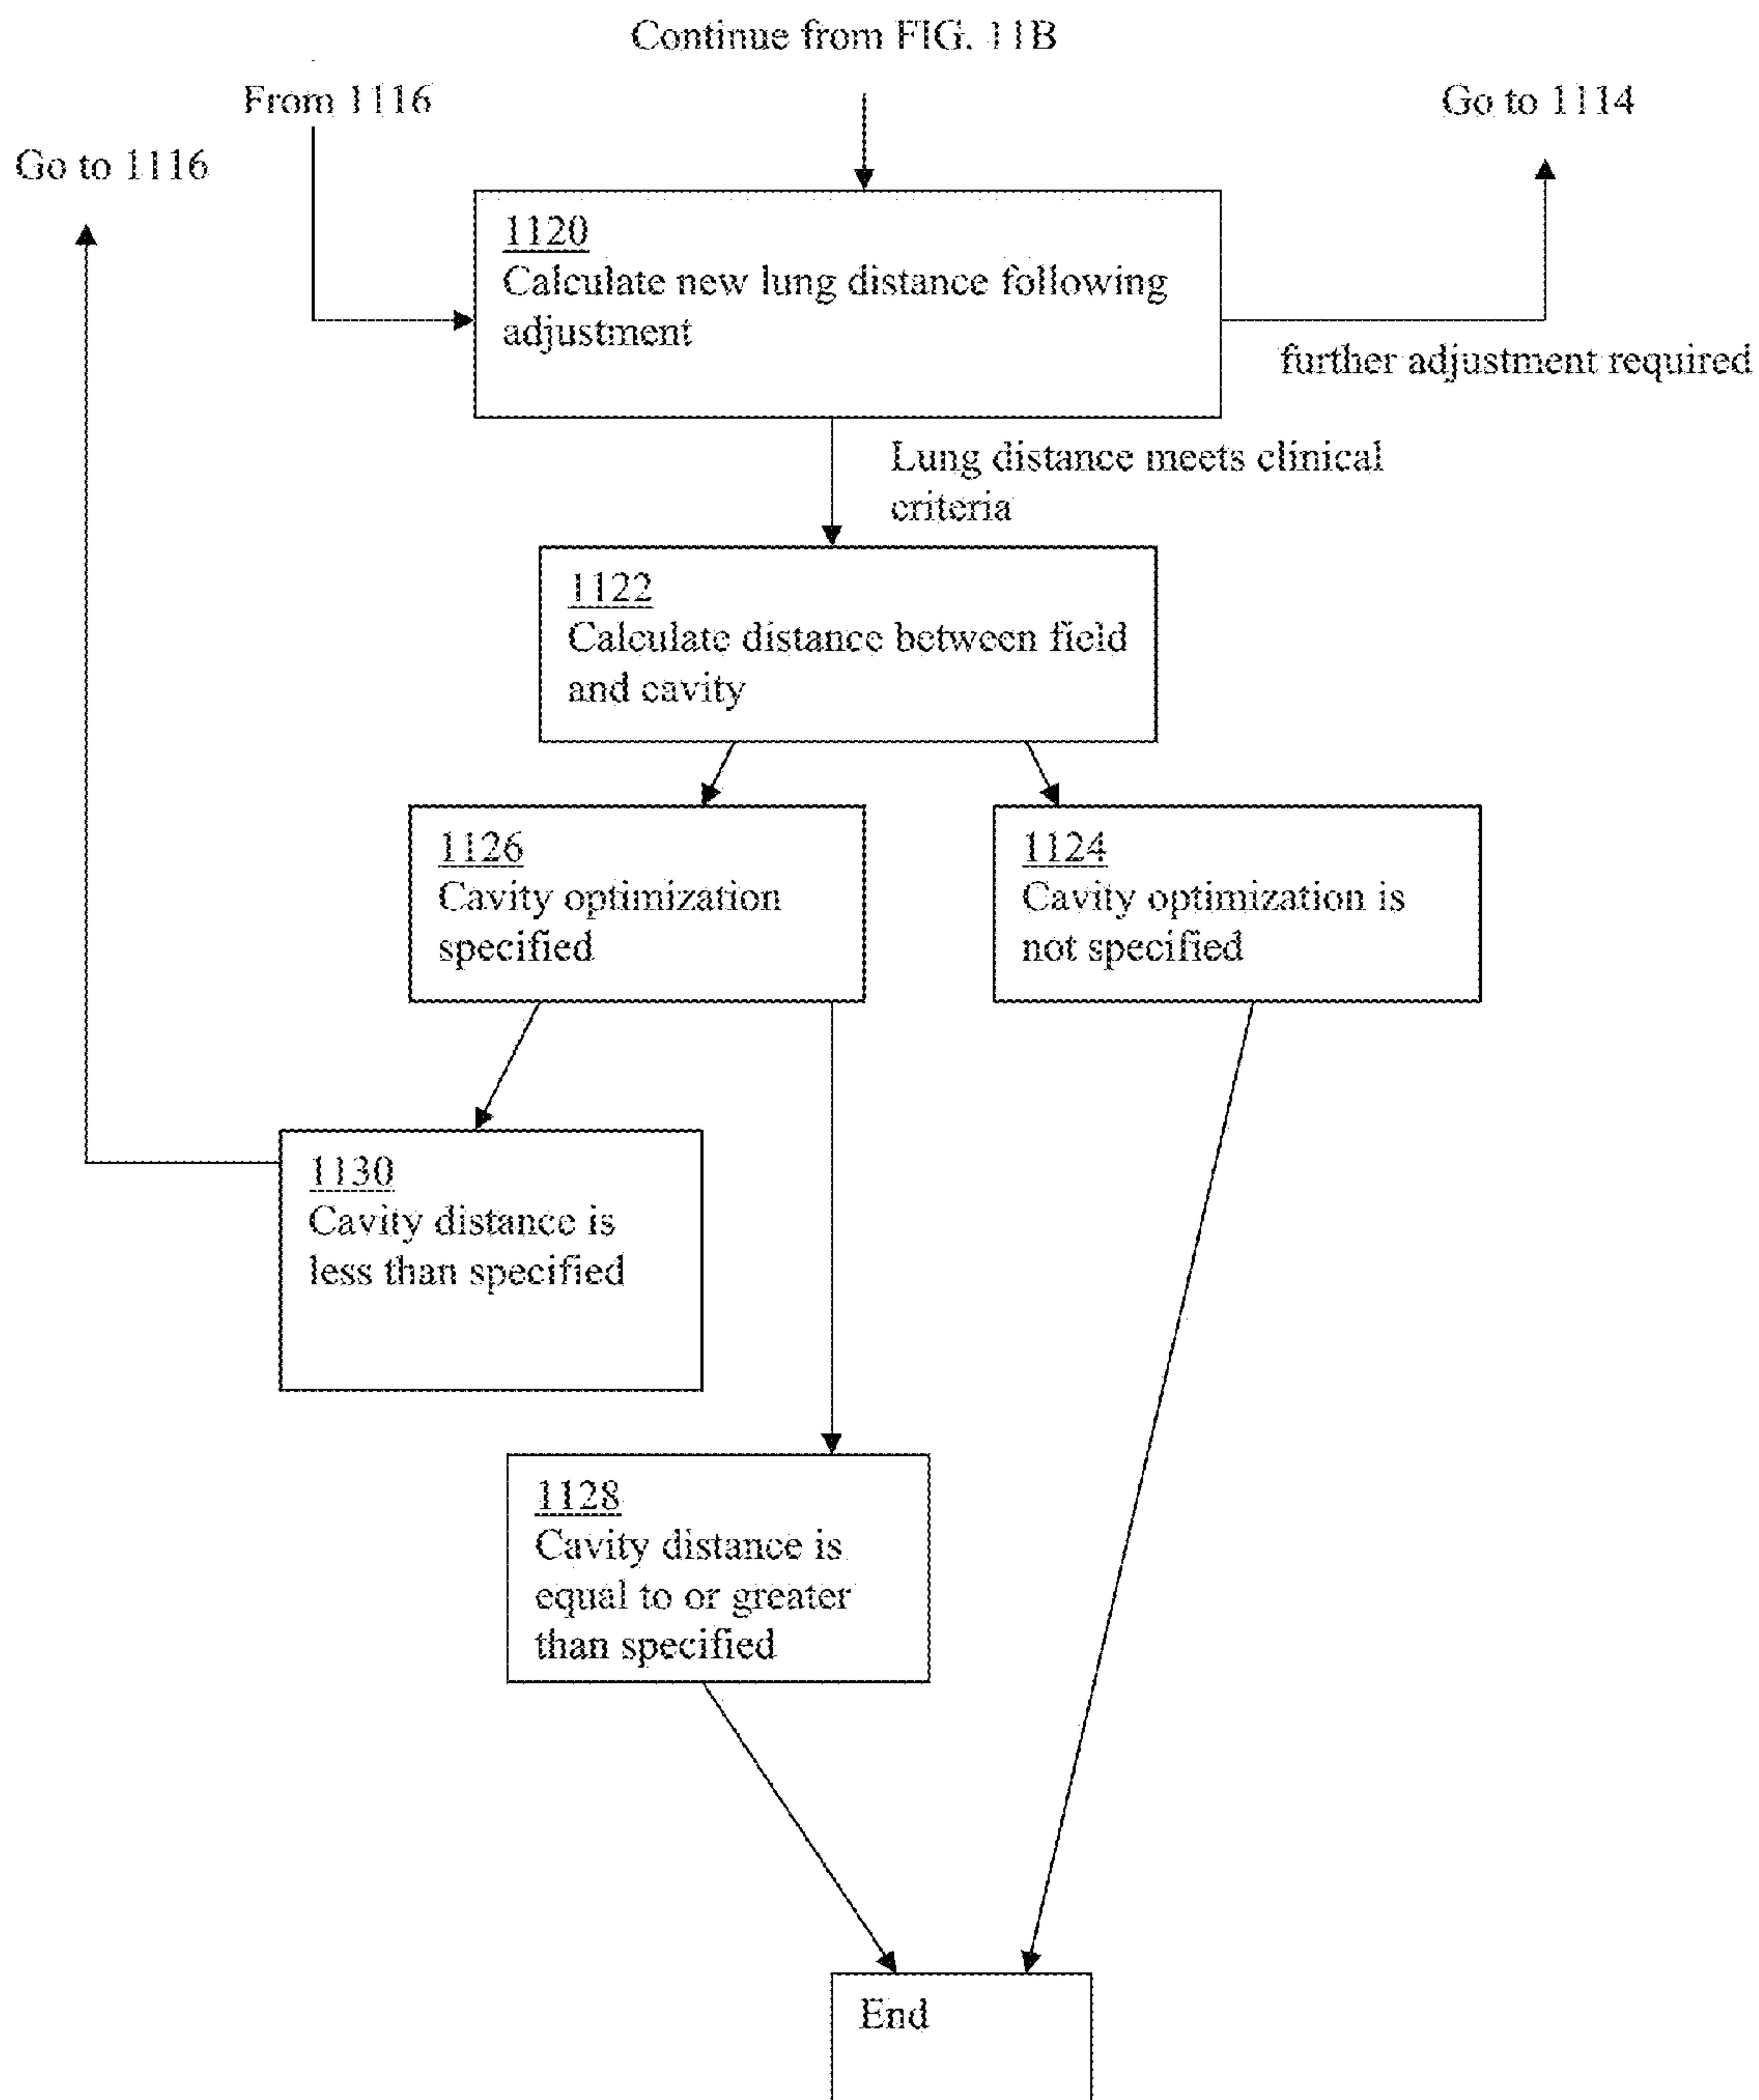 Continue from FIG. 11B
From 1116
Go to 1114
Go to 1116
1120
Calculate new lung distance following
adjustment
further adjustment required
Lung distance meets clinical
criteria
1122
Calculate distance between field
and cavity
1126
Cavity optimization
specified
1124
Cavity optimization is
not specified
1130
Cavity distance is
less than specified
1128
Cavity distance is
equal to or greater
than specified
End